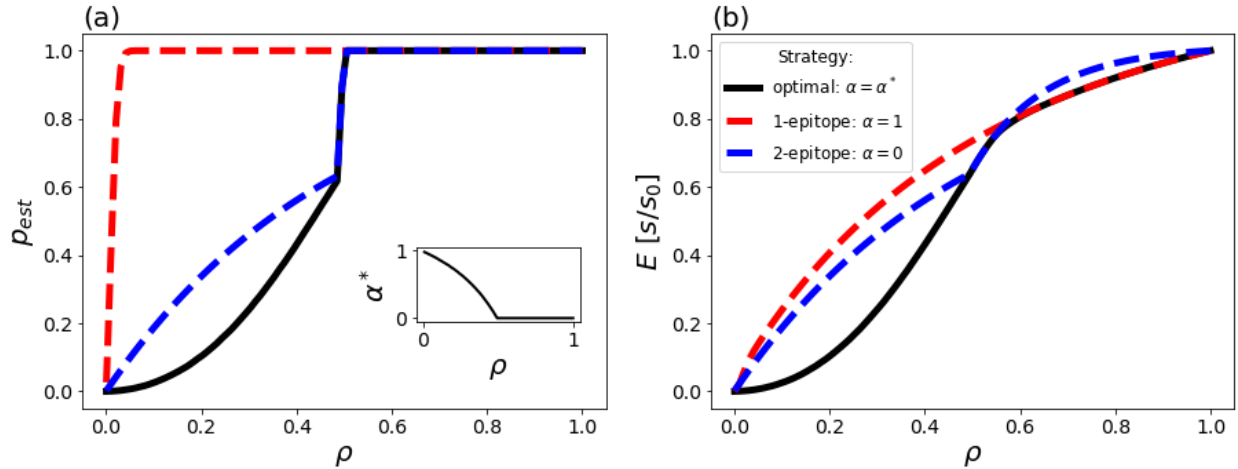 (a)
p_est
1.0
0.8
0.6
0.4
0.2
0.0
0.0 0.2 0.4 0.6 0.8 1.0
ρ
α*
1
0
0 1
ρ
(b)
E [s/s₀]
1.0
0.8
0.6
0.4
0.2
0.0
0.0 0.2 0.4 0.6 0.8 1.0
ρ
Strategy:
optimal: α = α*
1-epitope: α = 1
2-epitope: α = 0